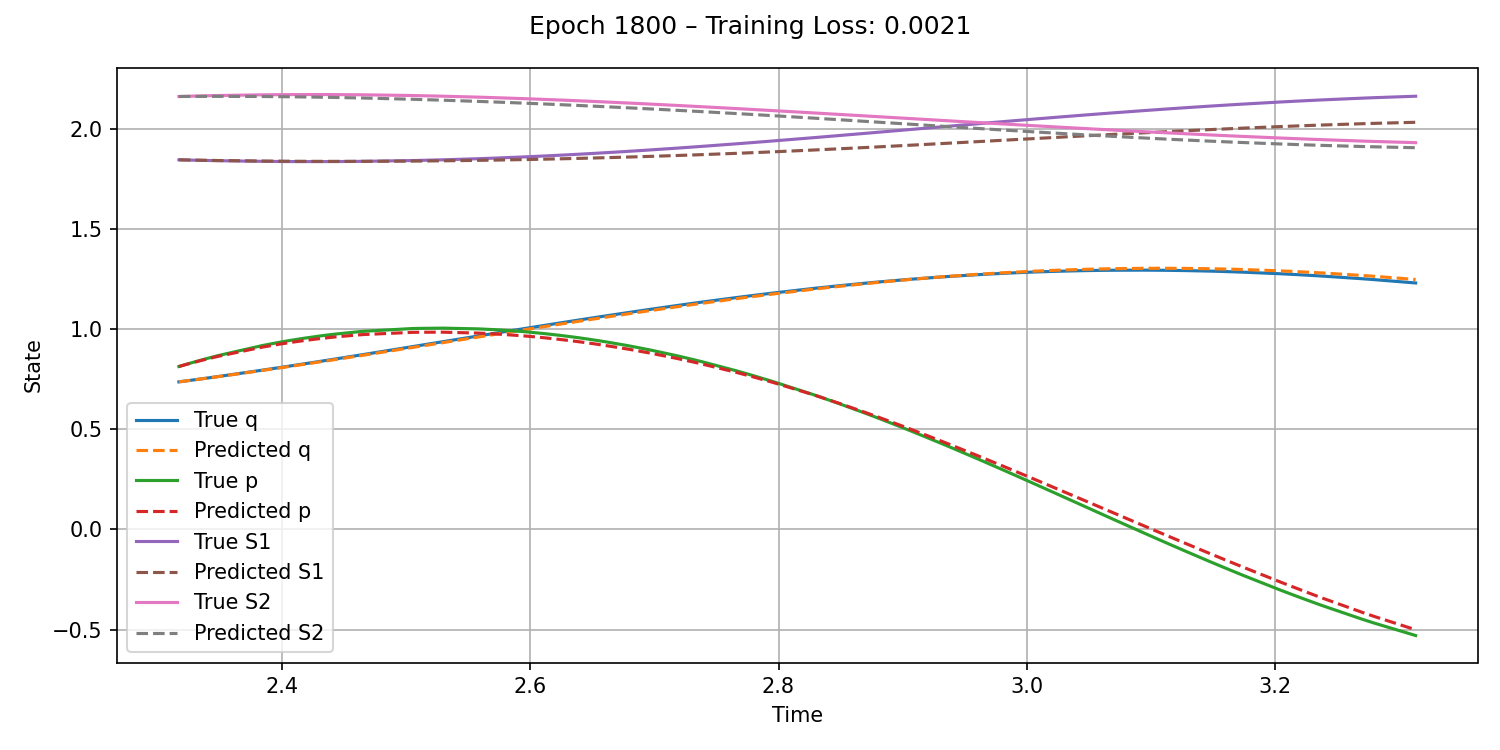 Epoch 1800 – Training Loss: 0.0021
State
2.0
1.5
1.0
0.5
0.0
−0.5
True q
Predicted q
True p
Predicted p
True S1
Predicted S1
True S2
Predicted S2
2.4 2.6 2.8 3.0 3.2
Time